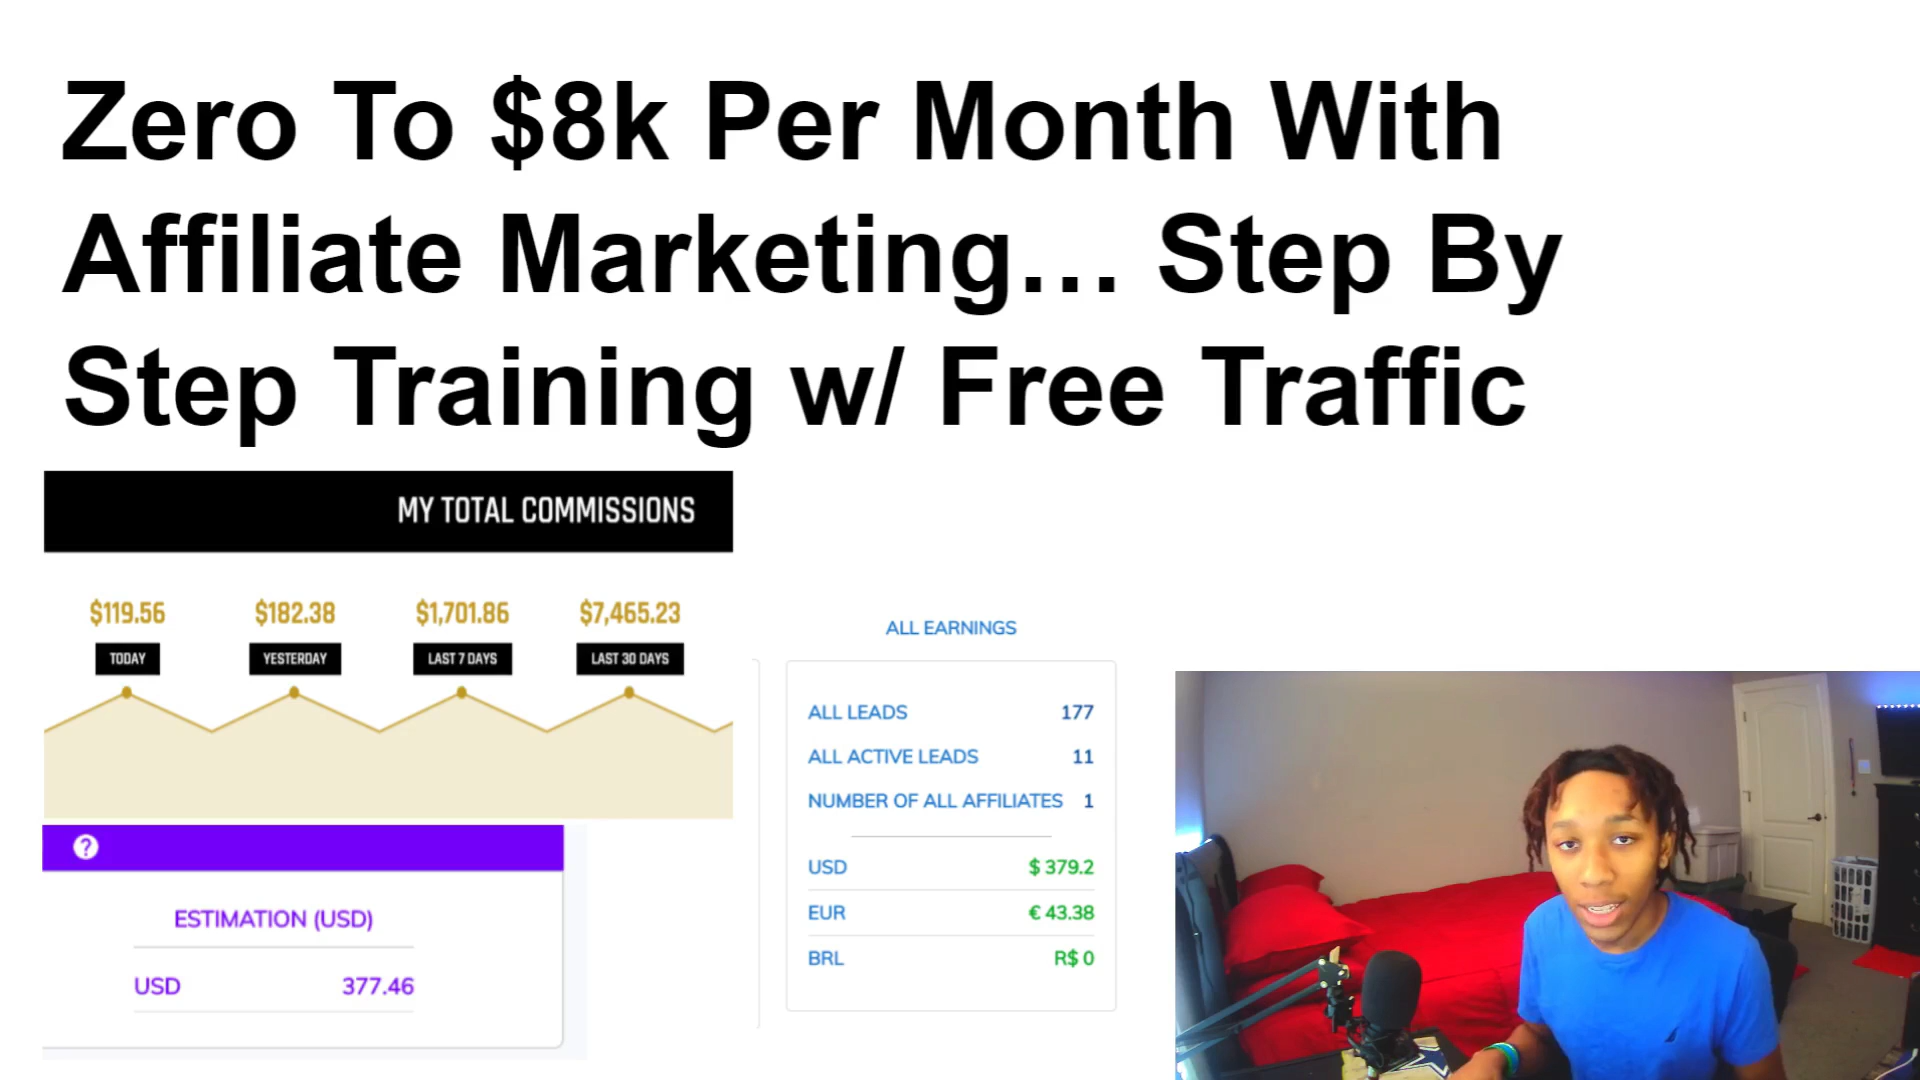 Zero To $8k Per Month With
Affiliate Marketing... Step By
Step Training w/ Free Traffic
MY TOTAL COMMISSIONS
$119.56 $182.38 $1,701.86 $7,465.23
TODAY YESTERDAY LAST 7 DAYS LAST 30 DAYS
?
ESTIMATION (USD)
USD 377.46
ALL EARNINGS
ALL LEADS 177
ALL ACTIVE LEADS 11
NUMBER OF ALL AFFILIATES 1
USD $ 379.2
EUR € 43.38
BRL R$ 0